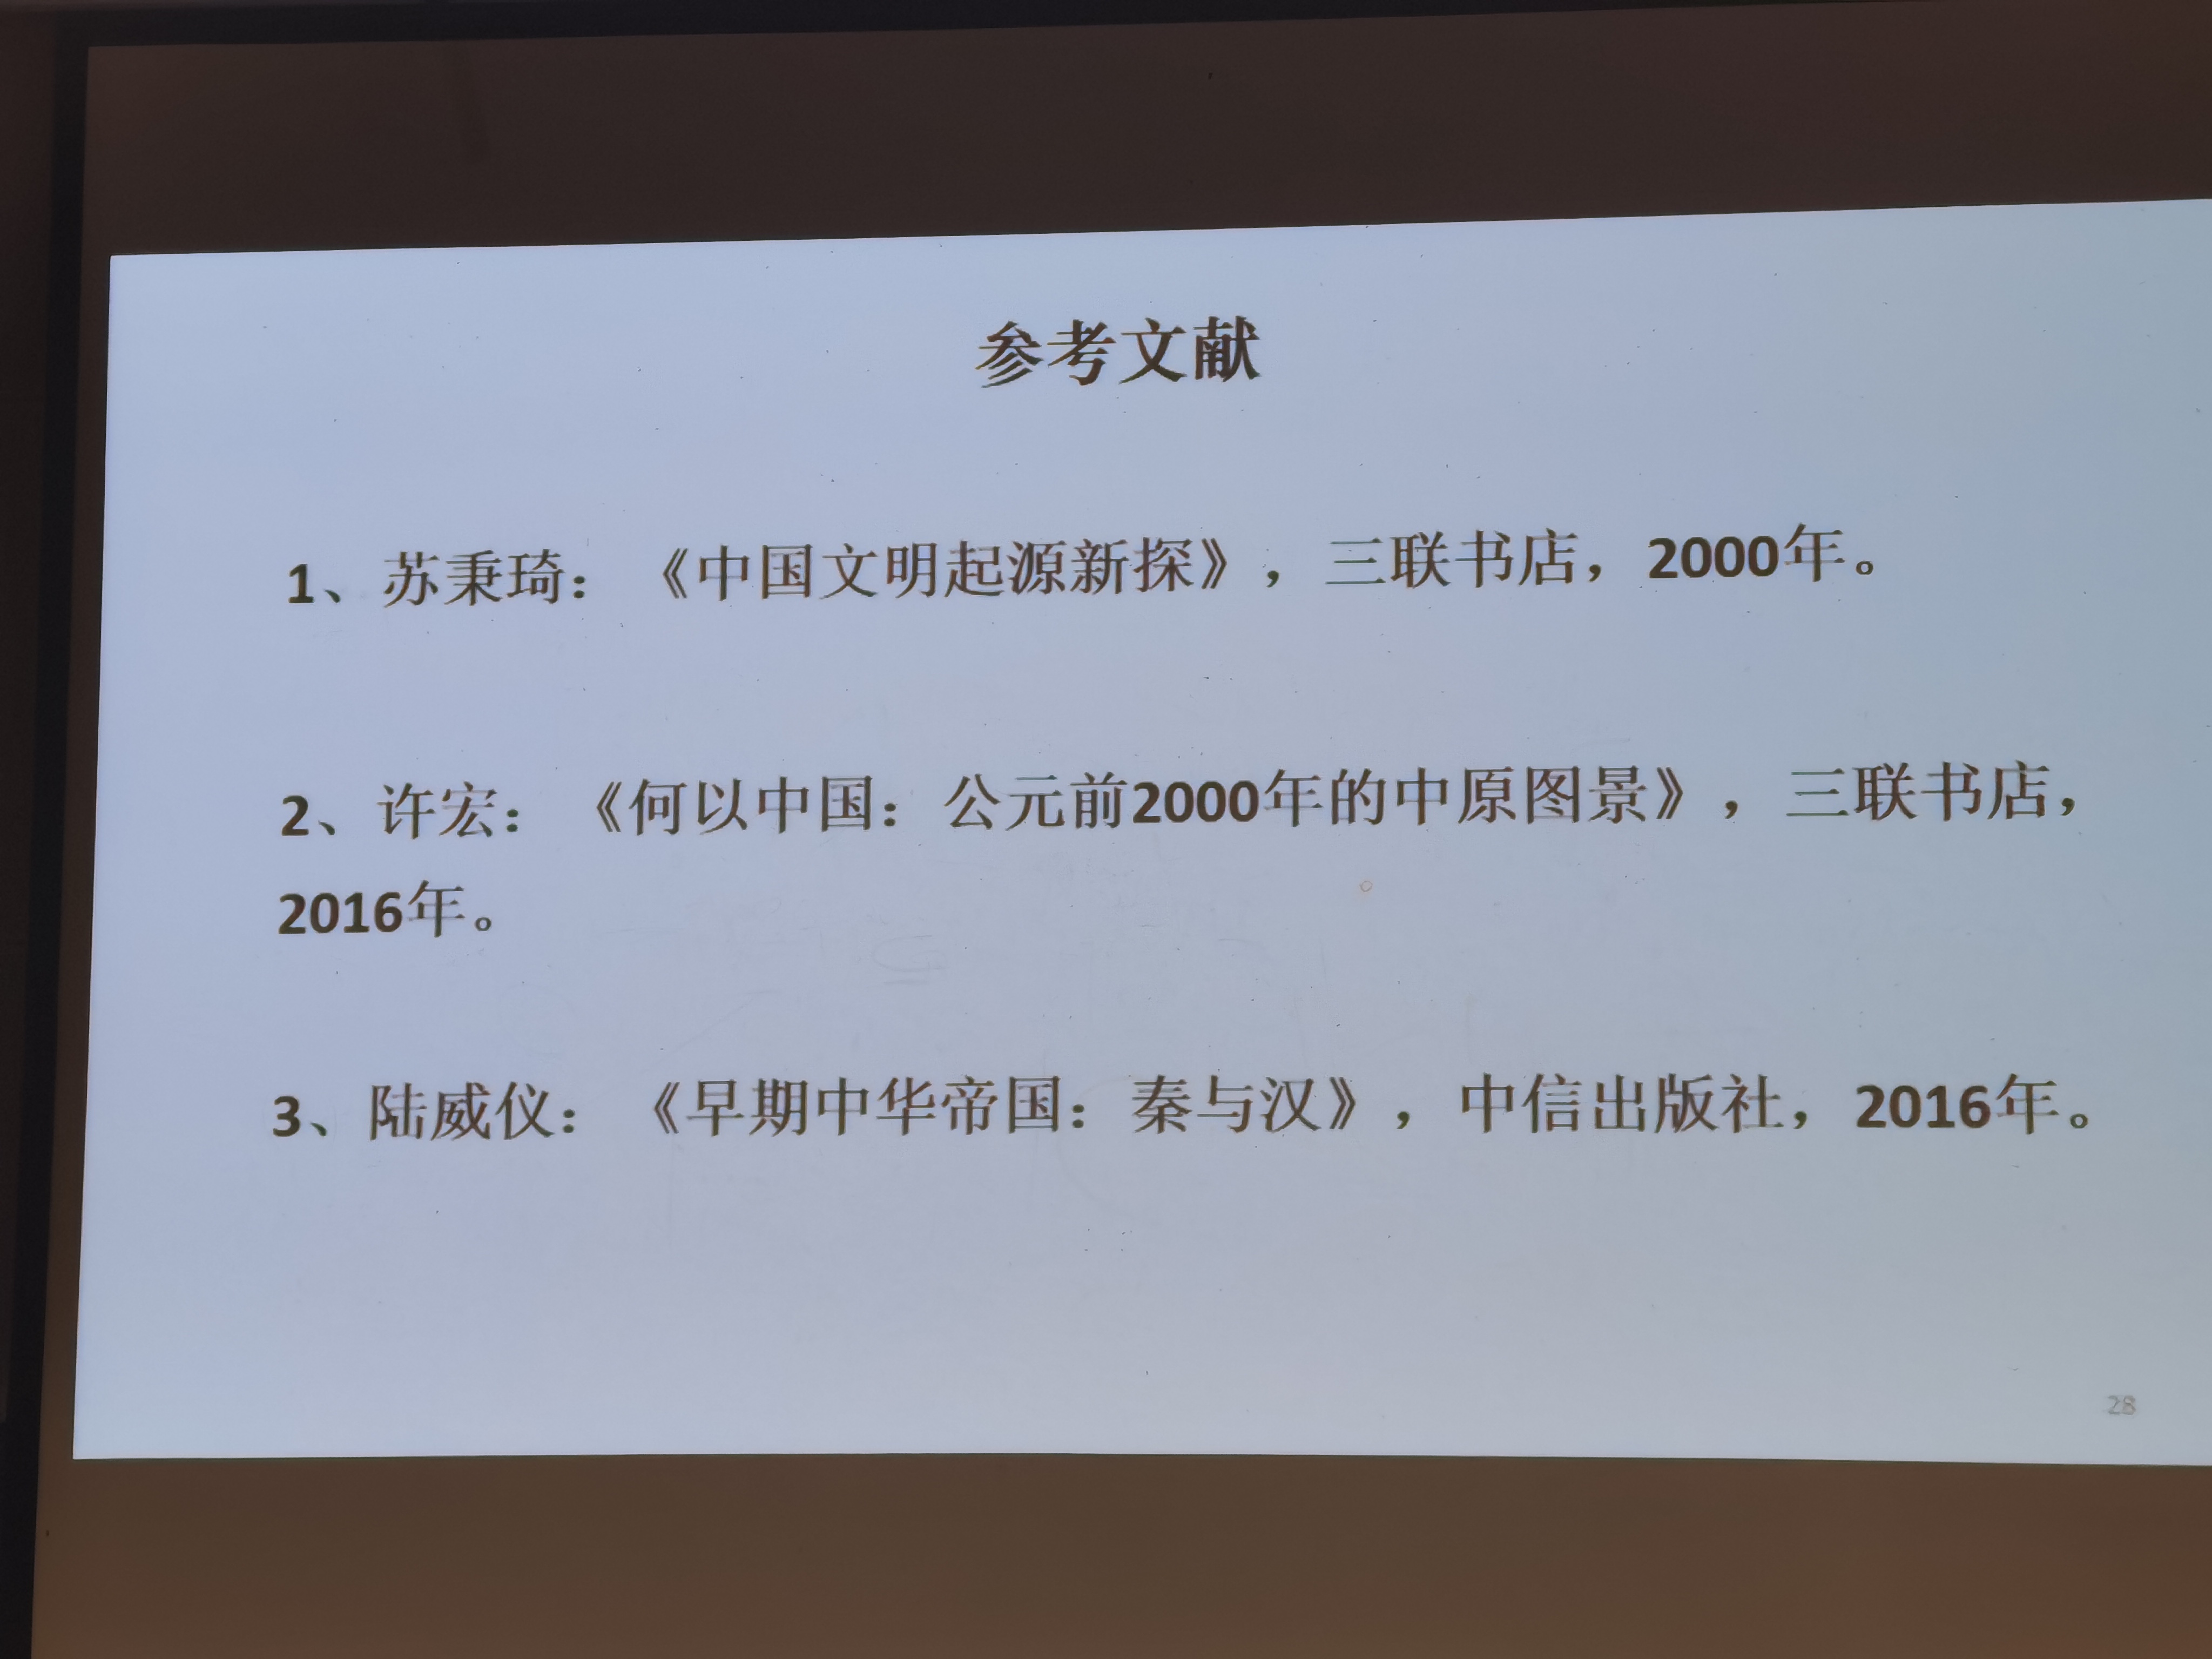 参考文献
1、苏秉琦：《中国文明起源新探》，三联书店，2000年。
2、许宏：《何以中国：公元前2000年的中原图景》，三联书店，
2016年。
3、陆威仪：《早期中华帝国：秦与汉》，中信出版社，2016年。
28